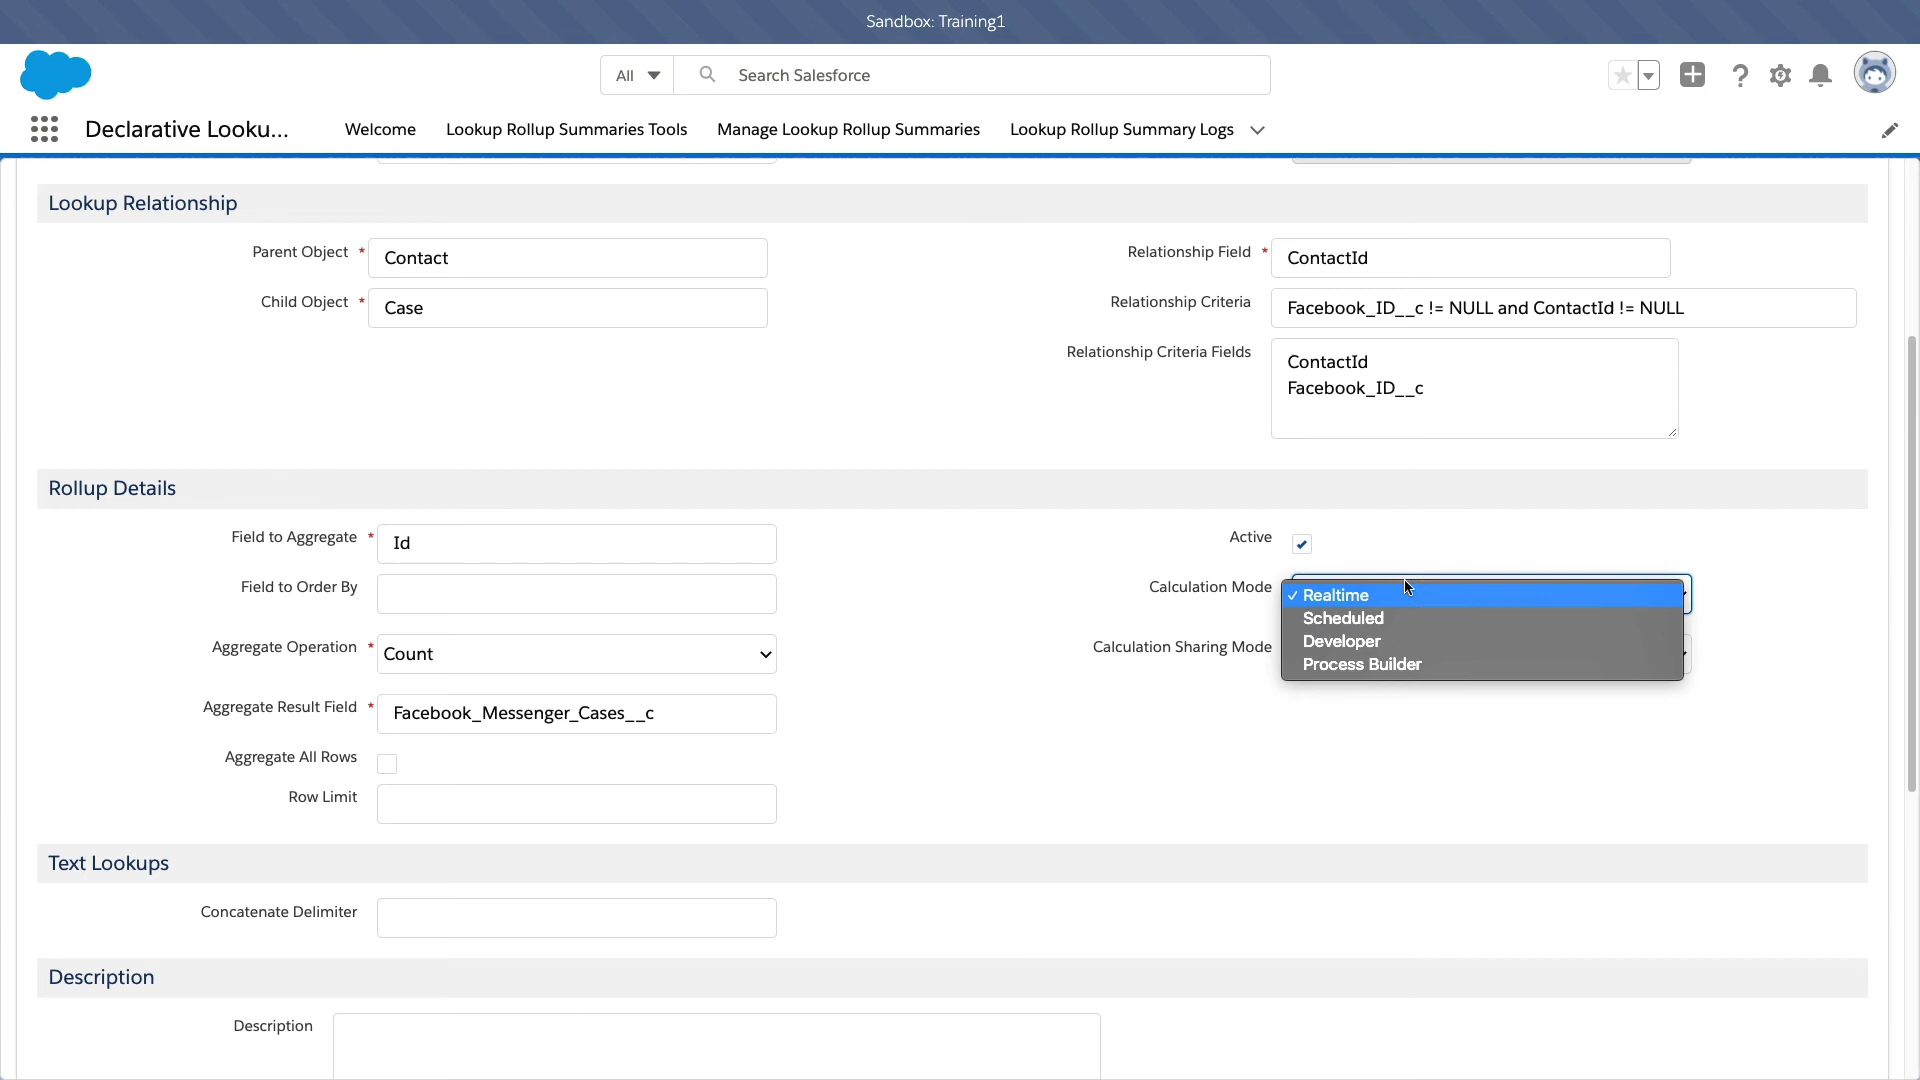 Sandbox: Training1
All
Search Salesforce
Declarative Looku...
Welcome
Lookup Rollup Summaries Tools
Manage Lookup Rollup Summaries
Lookup Rollup Summary Logs
Lookup Relationship
Parent Object * Contact
Relationship Field * ContactId
Child Object * Case
Relationship Criteria Facebook_ID__c != NULL and ContactId != NULL
Relationship Criteria Fields ContactId
Facebook_ID__c
Rollup Details
Field to Aggregate * Id
Active
Field to Order By
Calculation Mode
✓ Realtime
Scheduled
Developer
Process Builder
Aggregate Operation * Count
Calculation Sharing Mode
Aggregate Result Field * Facebook_Messenger_Cases__c
Aggregate All Rows
Row Limit
Text Lookups
Concatenate Delimiter
Description
Description